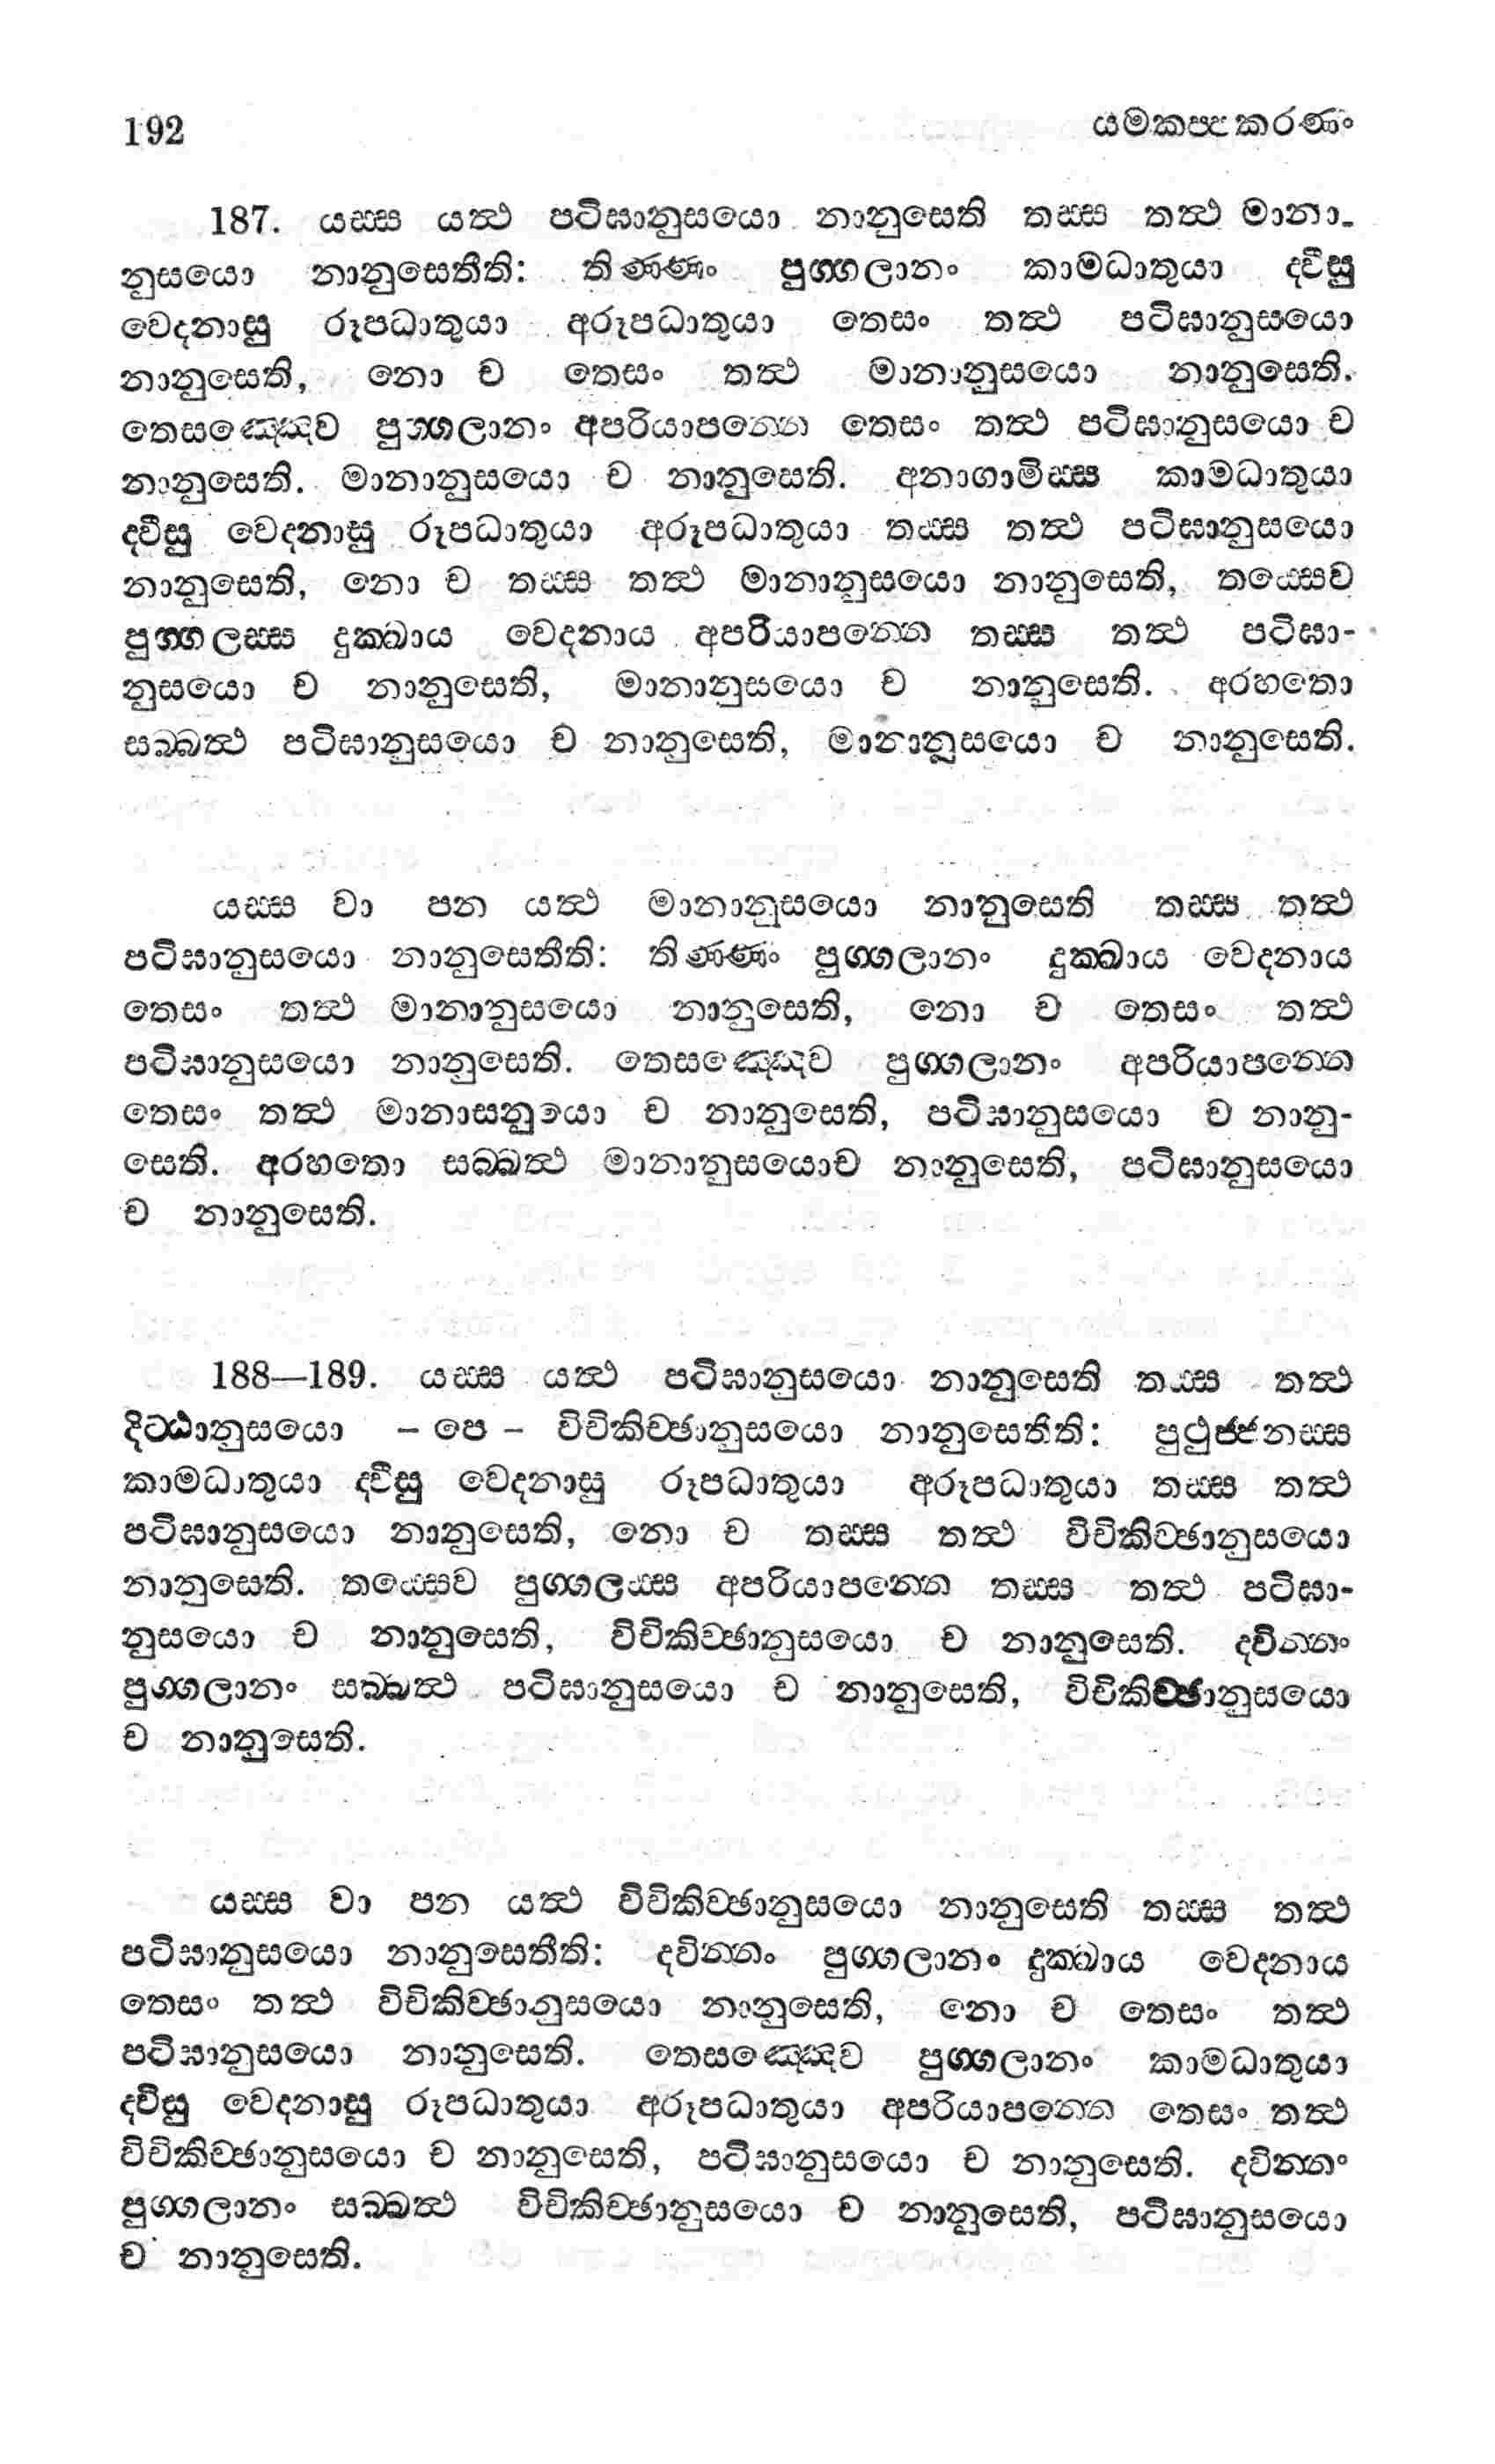 192 යමකප්පකරණං
187. යස්ස යත්ථ පටිඝානුසයො නානුසෙති තස්ස තත්ථ මානා-
නුසයො නානුසෙතීති: තිණ්ණං පුග්ගලානං කාමධාතුයා ද්වීසු
වෙදනාසු රූපධාතුයා අරූපධාතුයා තෙසං තත්ථ පටිඝානුසයො
නානුසෙති, නො ච තෙසං තත්ථ මානානුසයො නානුසෙති.
තෙසඤ්ඤෙව පුග්ගලානං අපරියාපන්නෙ තෙසං තත්ථ පටිඝානුසයො ච
නානුසෙති. මානානුසයො ච නානුසෙති. අනාගාමිස්ස කාමධාතුයා
ද්වීසු වෙදනාසු රූපධාතුයා අරූපධාතුයා තස්ස තත්ථ පටිඝානුසයො
නානුසෙති, නො ච තස්ස තත්ථ මානානුසයො නානුසෙති, තස්සෙව
පුග්ගලස්ස දුක්ඛාය වෙදනාය අපරියාපන්නෙ තස්ස තත්ථ පටිඝා-
නුසයො ච නානුසෙති, මානානුසයො ච නානුසෙති. අරහතො
සබ්බත්ථ පටිඝානුසයො ච නානුසෙති, මානානුසයො ච නානුසෙති.
යස්ස වා පන යත්ථ මානානුසයො නානුසෙති තස්ස තත්ථ
පටිඝානුසයො නානුසෙතීති: තිණ්ණං පුග්ගලානං දුක්ඛාය වෙදනාය
තෙසං තත්ථ මානානුසයො නානුසෙති, නො ච තෙසං තත්ථ
පටිඝානුසයො නානුසෙති. තෙසඤ්ඤෙව පුග්ගලානං අපරියාපන්නෙ
තෙසං තත්ථ මානාසනුයො ච නානුසෙති, පටිඝානුසයො ච නානු-
සෙති. අරහතො සබ්බත්ථ මානානුසයොච නානුසෙති, පටිඝානුසයො
ච නානුසෙති.
188—189. යස්ස යත්ථ පටිඝානුසයො නානුසෙති තස්ස තත්ථ
දිට්ඨානුසයො – පෙ – විචිකිච්ඡානුසයො නානුසෙතීති: පුථුජ්ජනස්ස
කාමධාතුයා ද්වීසු වෙදනාසු රූපධාතුයා අරූපධාතුයා තස්ස තත්ථ
පටිඝානුසයො නානුසෙති, නො ච තස්ස තත්ථ විචිකිච්ඡානුසයො
නානුසෙති. තස්සෙව පුග්ගලස්ස අපරියාපන්නෙ තස්ස තත්ථ පටිඝා-
නුසයො ච නානුසෙති, විචිකිච්ඡානුසයො ච නානුසෙති. ද්වින්නං
පුග්ගලානං සබ්බත්ථ පටිඝානුසයො ච නානුසෙති, විචිකිච්ඡානුසයො
ච නානුසෙති.
යස්ස වා පන යත්ථ විචිකිච්ඡානුසයො නානුසෙති තස්ස තත්ථ
පටිඝානුසයො නානුසෙතීති: ද්වින්නං පුග්ගලානං දුක්ඛාය වෙදනාය
තෙසං තත්ථ විචිකිච්ඡානුසයො නානුසෙති, නො ච තෙසං තත්ථ
පටිඝානුසයො නානුසෙති. තෙසඤ්ඤෙව පුග්ගලානං කාමධාතුයා
ද්වීසු වෙදනාසු රූපධාතුයා අරූපධාතුයා අපරියාපන්නෙ තෙසං තත්ථ
විචිකිච්ඡානුසයො ච නානුසෙති, පටිඝානුසයො ච නානුසෙති. ද්වින්නං
පුග්ගලානං සබ්බත්ථ විචිකිච්ඡානුසයො ච නානුසෙති, පටිඝානුසයො
ච නානුසෙති.